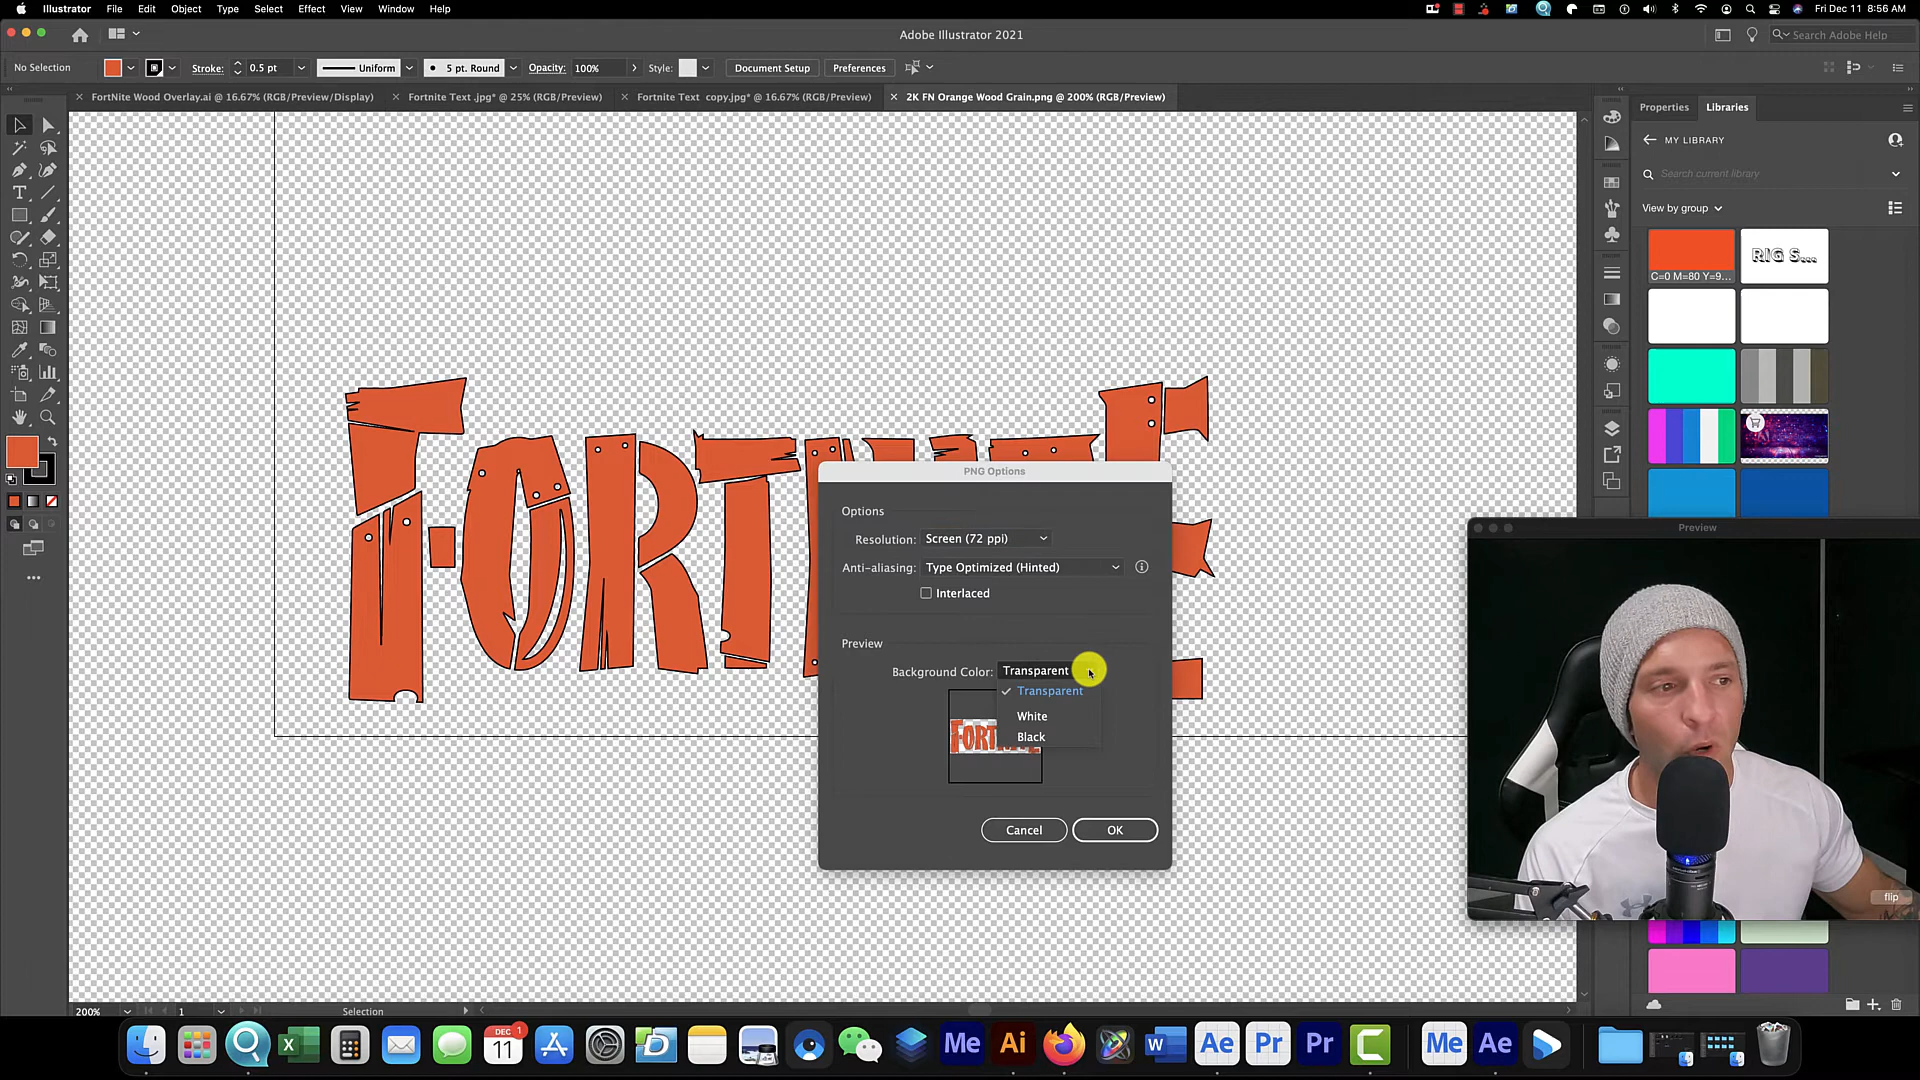 Illustrator File Edit Object Type Select Effect View Window Help
Fri Dec 11 8:56 AM
Adobe Illustrator 2021
Search Adobe Help
No Selection
Stroke: 0.5 pt Uniform 5 pt. Round Opacity: 100% Style: Document Setup Preferences
FortNite Wood Overlay.ai @ 16.67% (RGB/Preview/Display)
Fortnite Text .jpg* @ 25% (RGB/Preview)
Fortnite Text copy.jpg* @ 16.67% (RGB/Preview)
2K FN Orange Wood Grain.png @ 200% (RGB/Preview)
Properties Libraries
MY LIBRARY
Search current library
View by group
C=0 M=80 Y=9...
RIG S...
PNG Options
Options
Resolution: Screen (72 ppi)
Anti-aliasing: Type Optimized (Hinted)
Interlaced
Preview
Background Color: Transparent
Transparent
White
Black
Cancel OK
Preview
flip
200% 1 Selection
DEC 1
11
Me Ai W Ae Pr Pr C Me Ae